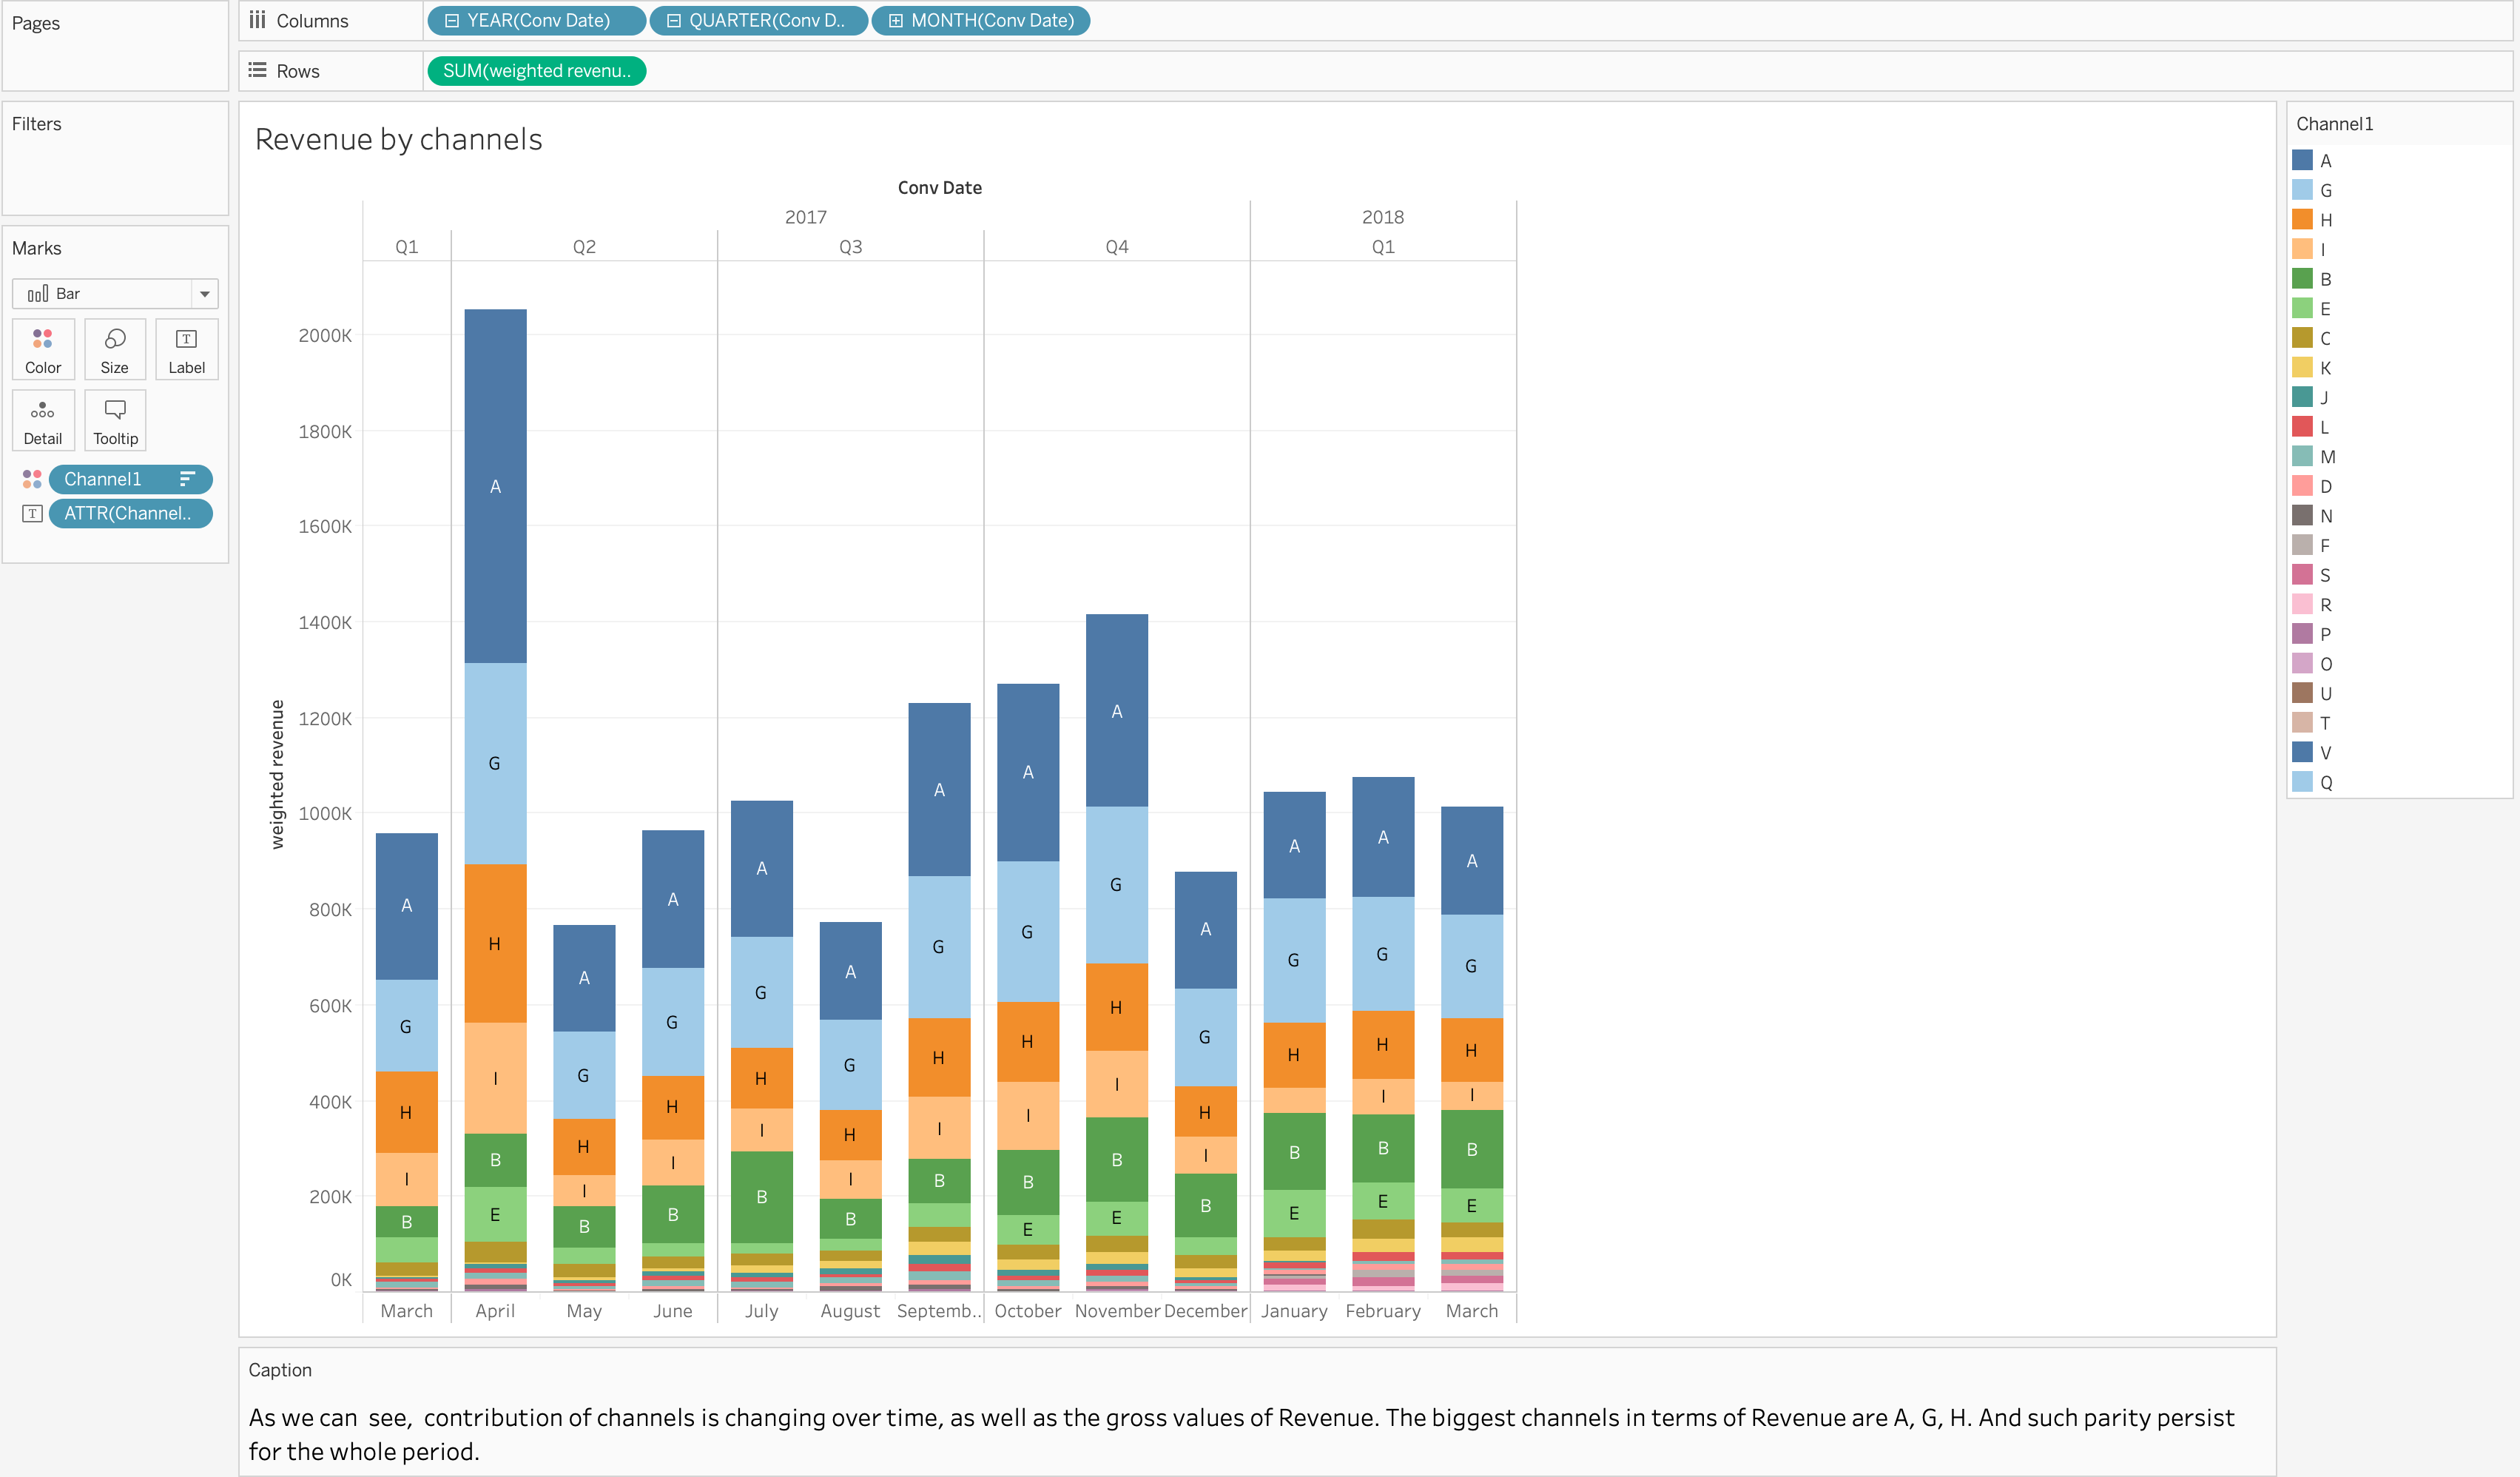 Pages
Columns
YEAR(Conv Date)
QUARTER(Conv D..
MONTH(Conv Date)
Rows
SUM(weighted revenu..
Filters
Marks
Bar
Color
Size
Label
Detail
Tooltip
Channel1
ATTR(Channel..
Revenue by channels
Conv Date
2017
2018
Q1
Q2
Q3
Q4
Q1
weighted revenue
2000K
1800K
1600K
1400K
1200K
1000K
800K
600K
400K
200K
0K
A
G
H
I
B
A
G
H
I
B
E
A
G
H
I
B
A
G
H
I
B
A
G
H
I
B
A
G
H
I
B
A
G
H
I
B
A
G
H
I
B
E
A
G
H
I
B
E
A
G
H
I
B
A
G
H
B
E
A
G
H
I
B
E
A
G
H
I
B
E
March
April
May
June
July
August
Septemb..
October
November
December
January
February
March
Channel1
A
G
H
I
B
E
C
K
J
L
M
D
N
F
S
R
P
O
U
T
V
Q
Caption
As we can  see,  contribution of channels is changing over time, as well as the gross values of Revenue. The biggest channels in terms of Revenue are A, G, H. And such parity persist
for the whole period.